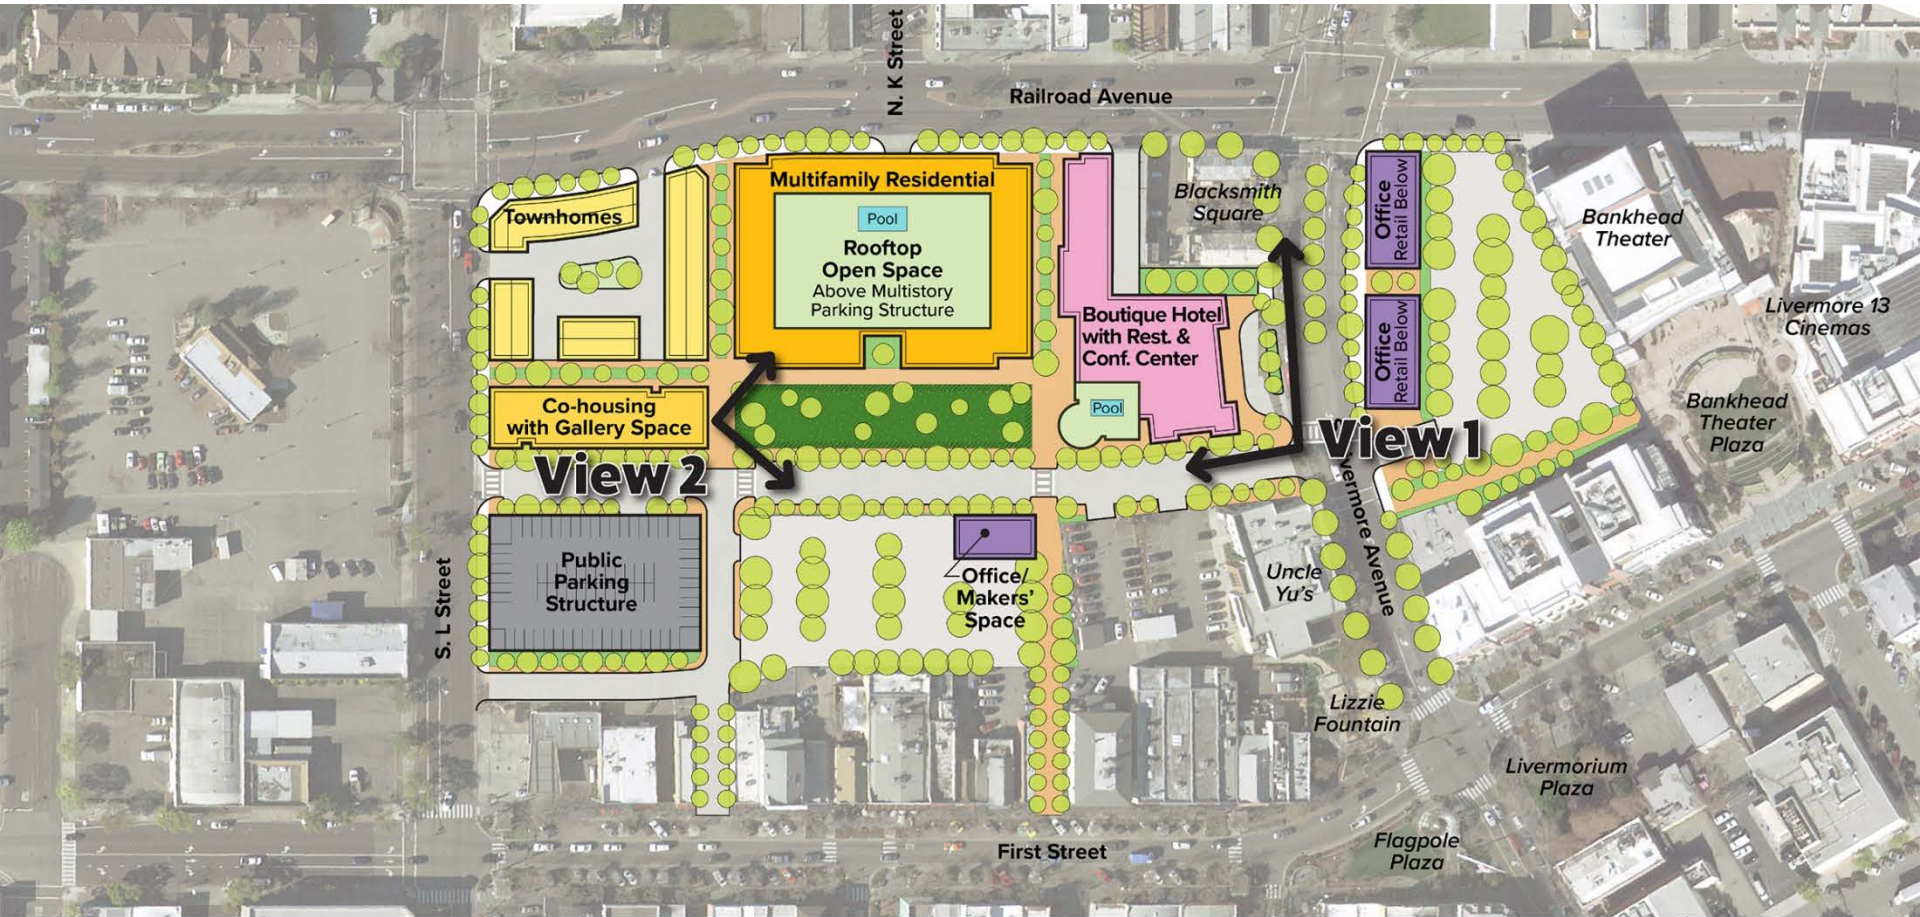 N. K Street
Railroad Avenue
Multifamily Residential
Pool
Rooftop
Open Space
Above Multistory
Parking Structure
Townhomes
Blacksmith
Square
Office
Retail Below
Bankhead
Theater
Boutique Hotel
with Rest. &
Conf. Center
Office
Retail Below
Livermore 13
Cinemas
Pool
Co-housing
with Gallery Space
Bankhead
Theater
Plaza
View 1
View 2
Public
Parking
Structure
Office/
Makers'
Space
S. L Street
Uncle
Yu's
ivermore Avenue
Lizzie
Fountain
Livermorium
Plaza
Flagpole
Plaza
First Street